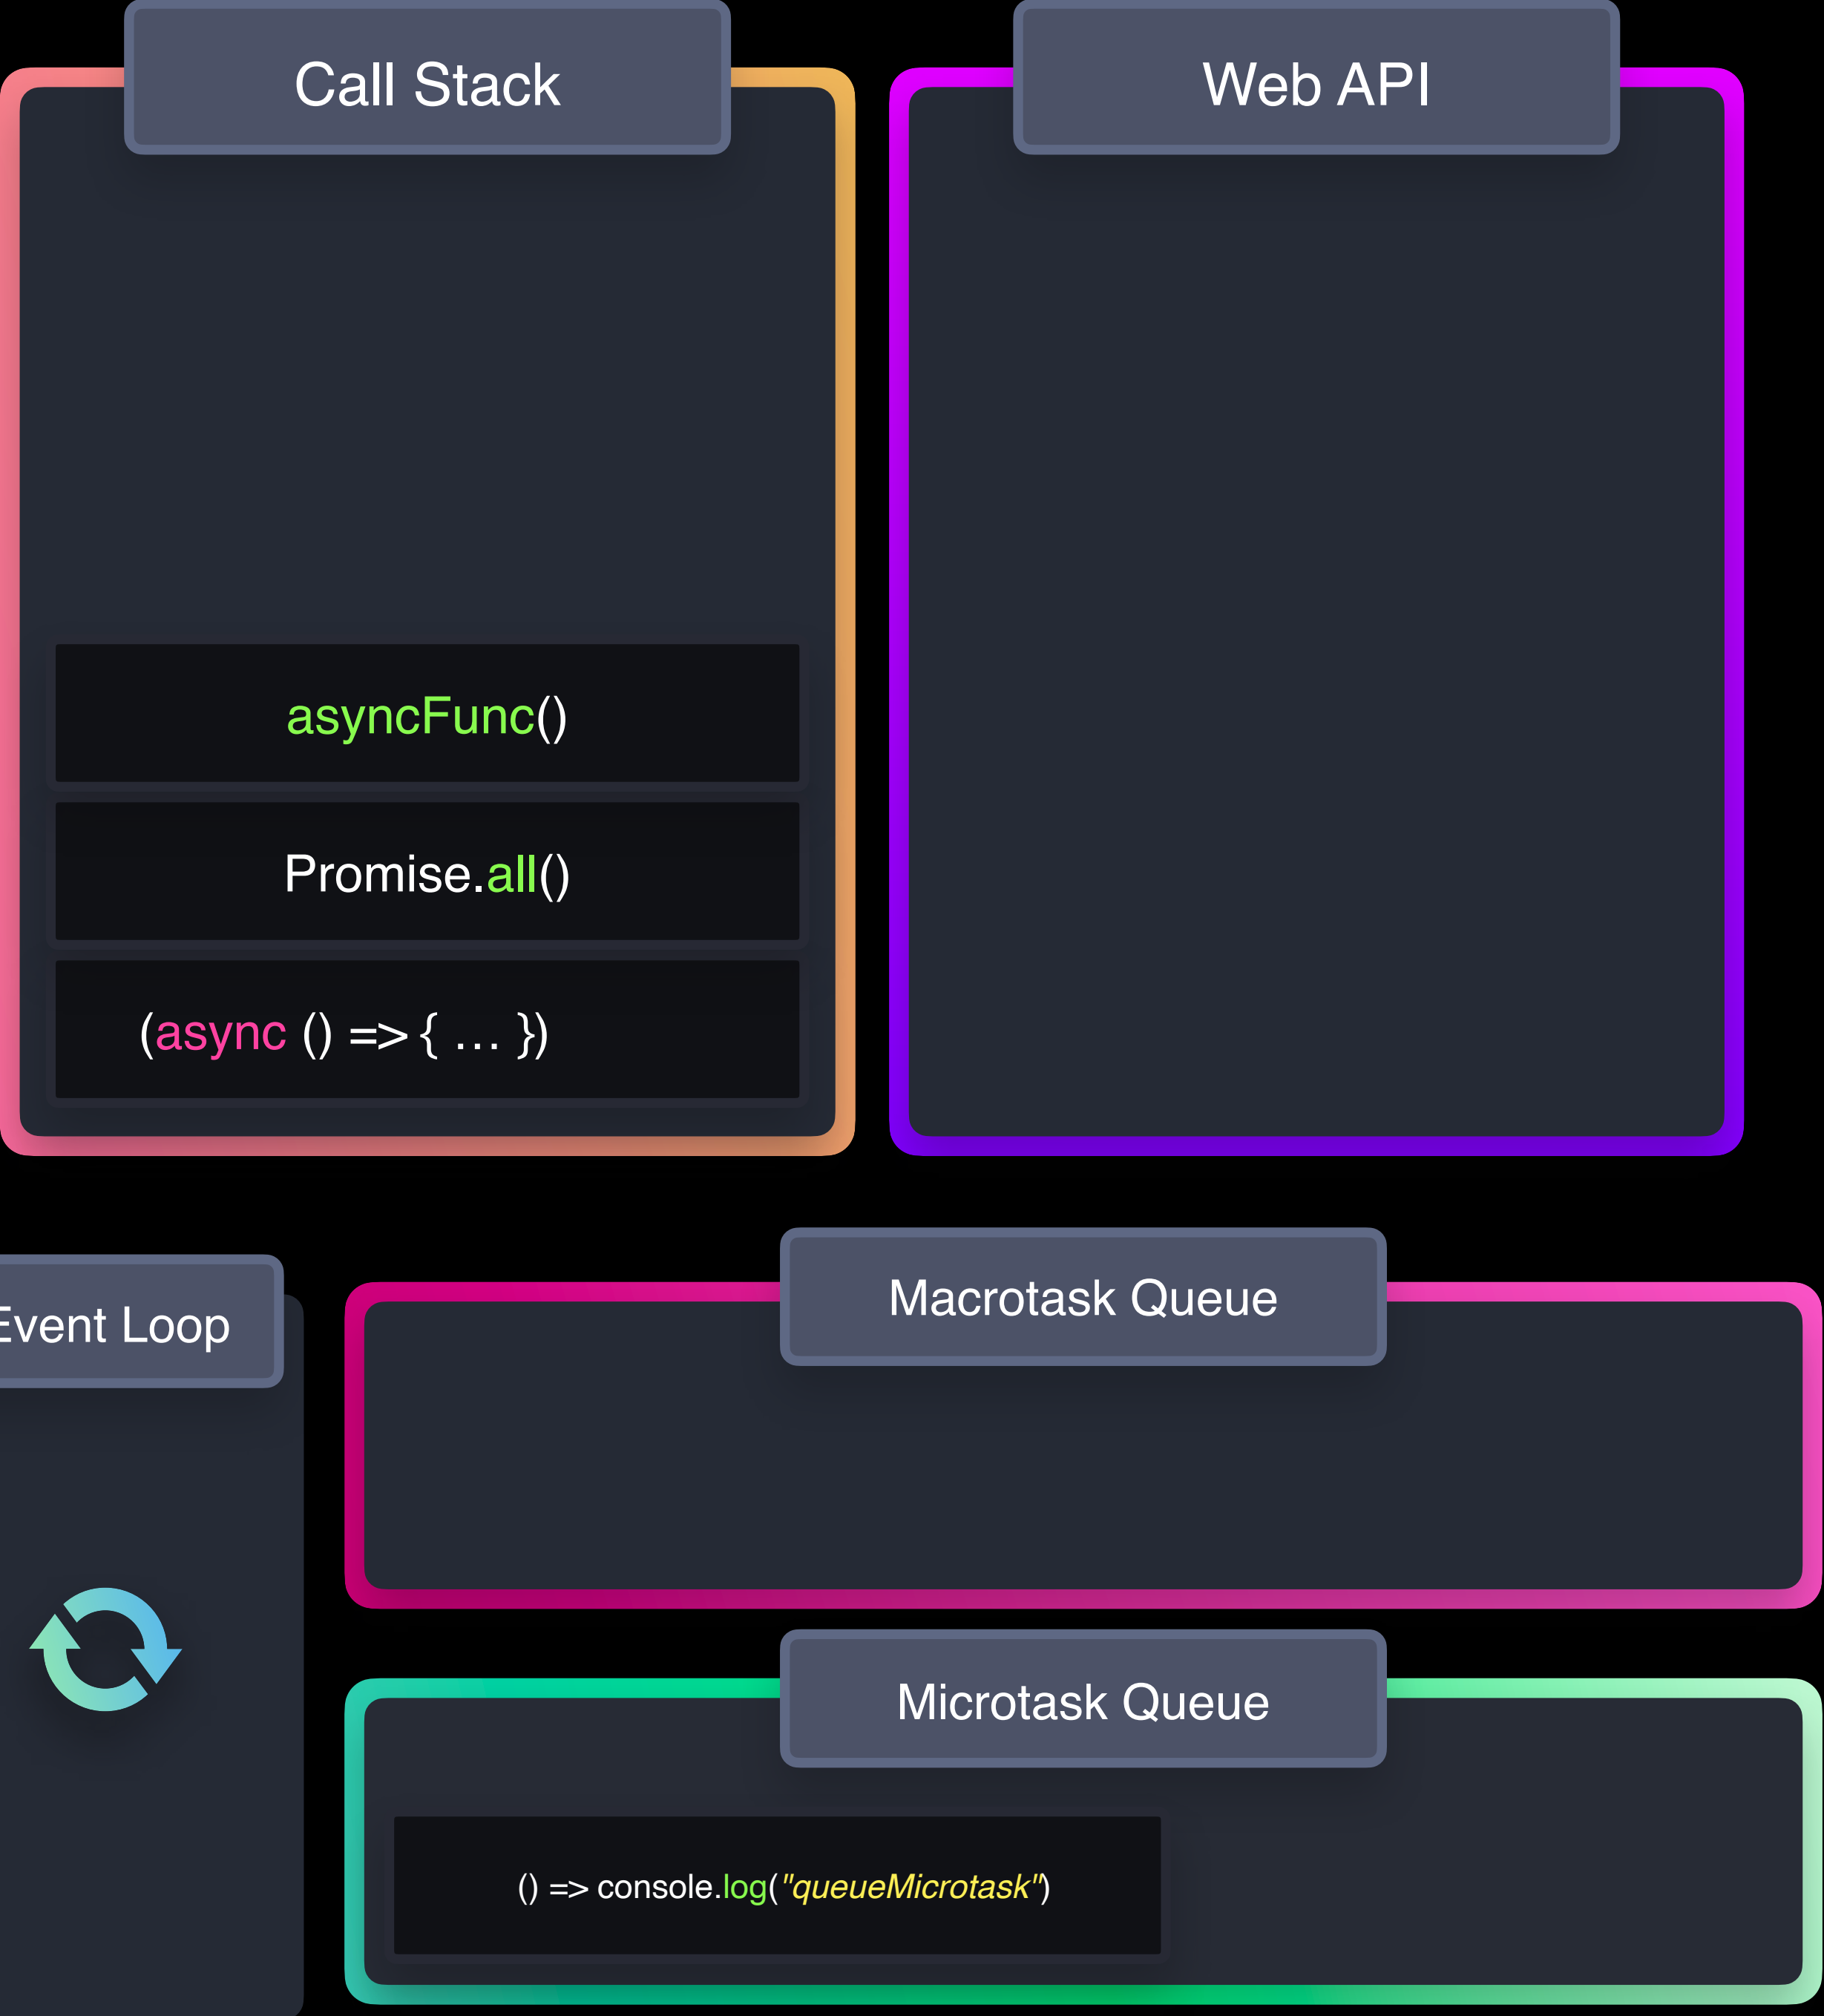 Call Stack
Web API
asyncFunc()
Promise.all()
(async () => { ... })
Event Loop
Macrotask Queue
Microtask Queue
() => console.log("queueMicrotask")